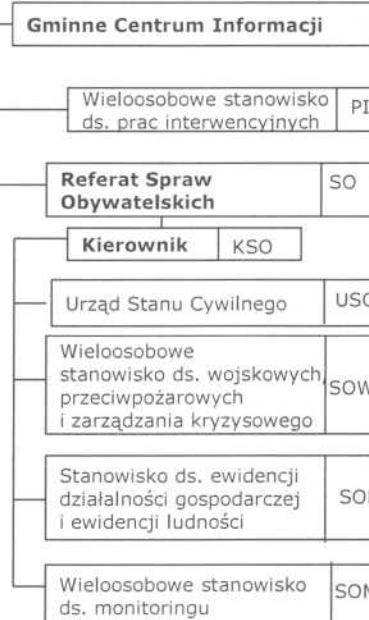 Gminne Centrum Informacji
Wieloosobowe stanowisko
ds. prac interwencyjnych
PI
Referat Spraw
Obywatelskich
SO
Kierownik
KSO
Urząd Stanu Cywilnego
Wieloosobowe
stanowisko ds. wojskowych,
przeciwpożarowych
i zarządzania kryzysowego
Stanowisko ds. ewidencji
działalności gospodarczej
i ewidencji ludności
Wieloosobowe stanowisko
ds. monitoringu